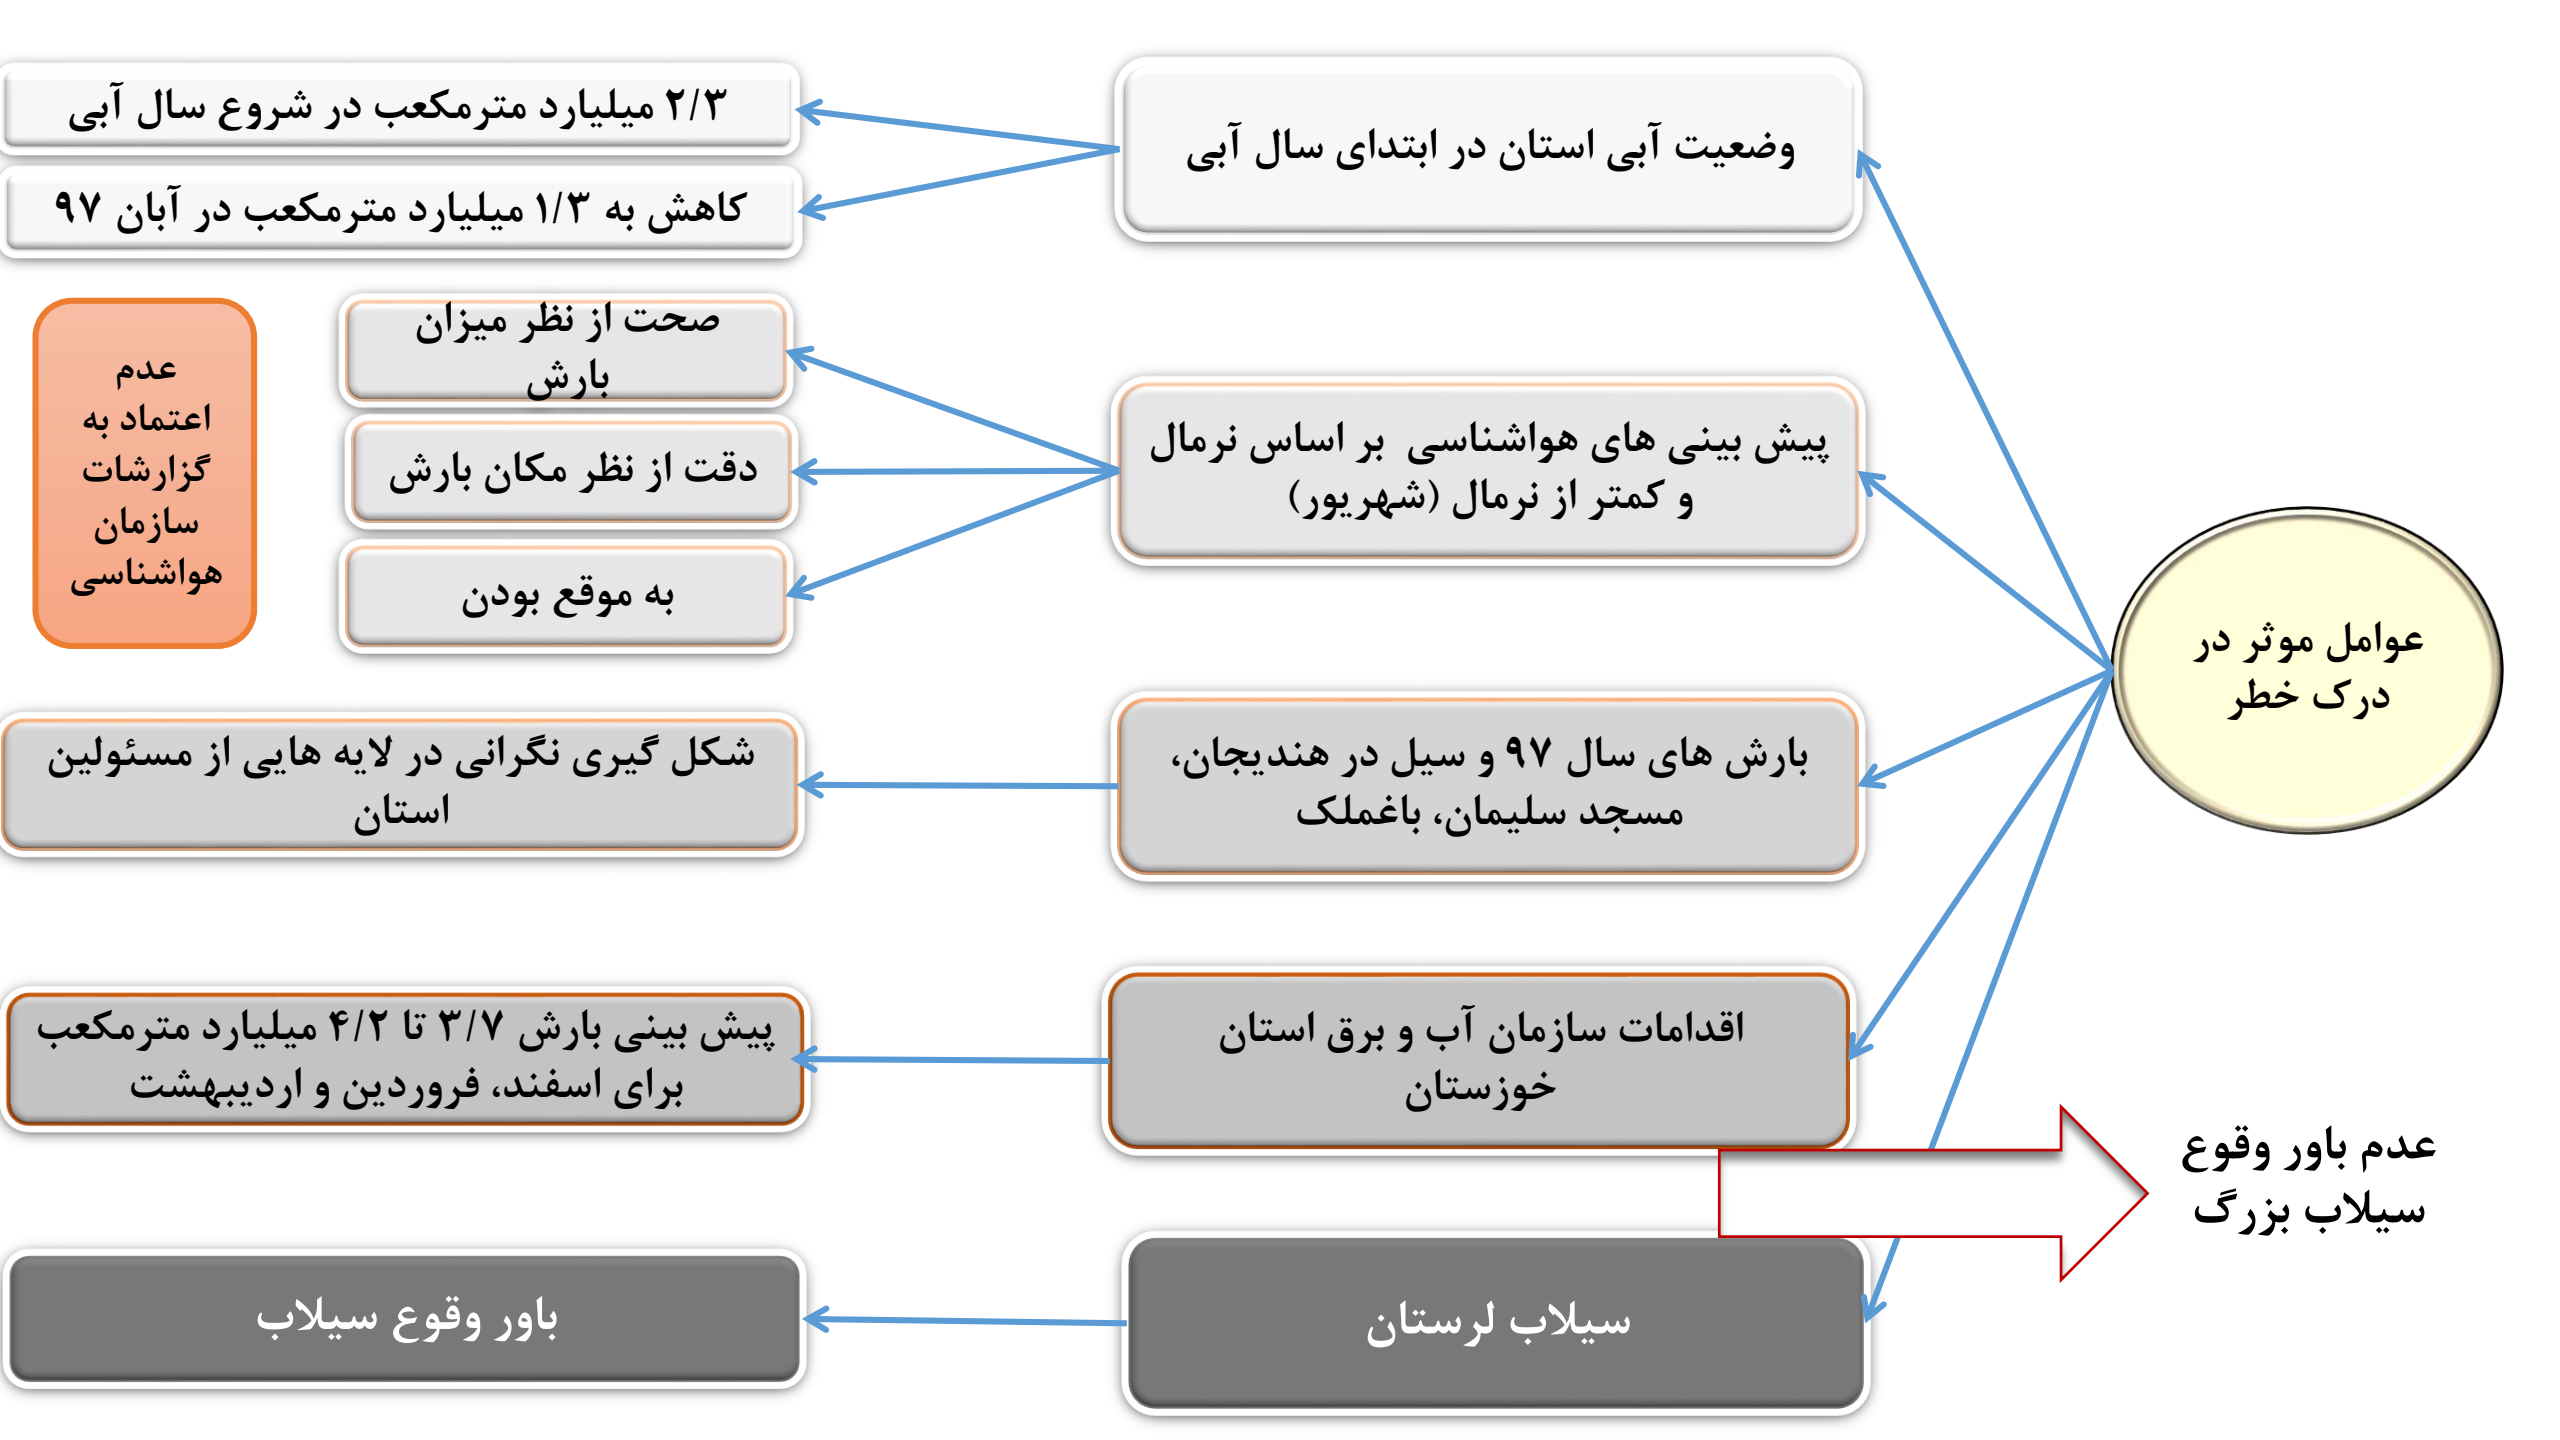 عوامل موثر در
درک خطر
وضعیت آبی استان در ابتدای سال آبی
۲/۳ میلیارد مترمکعب در شروع سال آبی
کاهش به ۱/۳ میلیارد مترمکعب در آبان ۹۷
پیش بینی های هواشناسی بر اساس نرمال
و کمتر از نرمال (شهریور)
صحت از نظر میزان
بارش
دقت از نظر مکان بارش
به موقع بودن
عدم
اعتماد به
گزارشات
سازمان
هواشناسی
بارش های سال ۹۷ و سیل در هندیجان،
مسجد سلیمان، باغملک
شکل گیری نگرانی در لایه هایی از مسئولین
استان
اقدامات سازمان آب و برق استان
خوزستان
پیش بینی بارش ۳/۷ تا ۴/۲ میلیارد مترمکعب
برای اسفند، فروردین و اردیبهشت
عدم باور وقوع
سیلاب بزرگ
سیلاب لرستان
باور وقوع سیلاب